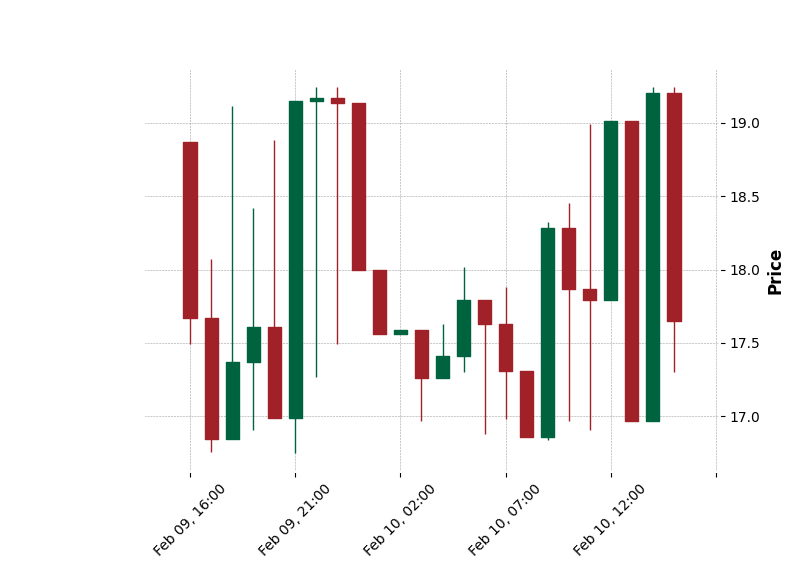 19.0
18.5
18.0
17.5
17.0
Price
Feb 09, 16:00
Feb 09, 21:00
Feb 10, 02:00
Feb 10, 07:00
Feb 10, 12:00